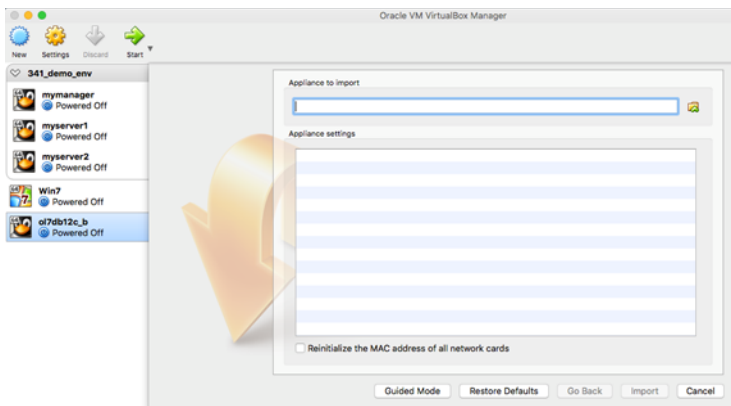 Oracle VM VirtualBox Manager
New Settings Discard Start
341_demo_env
mymanager
Powered Off
myserver1
Powered Off
myserver2
Powered Off
Win7
Powered Off
ol7db12c_b
Powered Off
Appliance to import
Appliance settings
Reinitialize the MAC address of all network cards
Guided Mode Restore Defaults Go Back Import Cancel